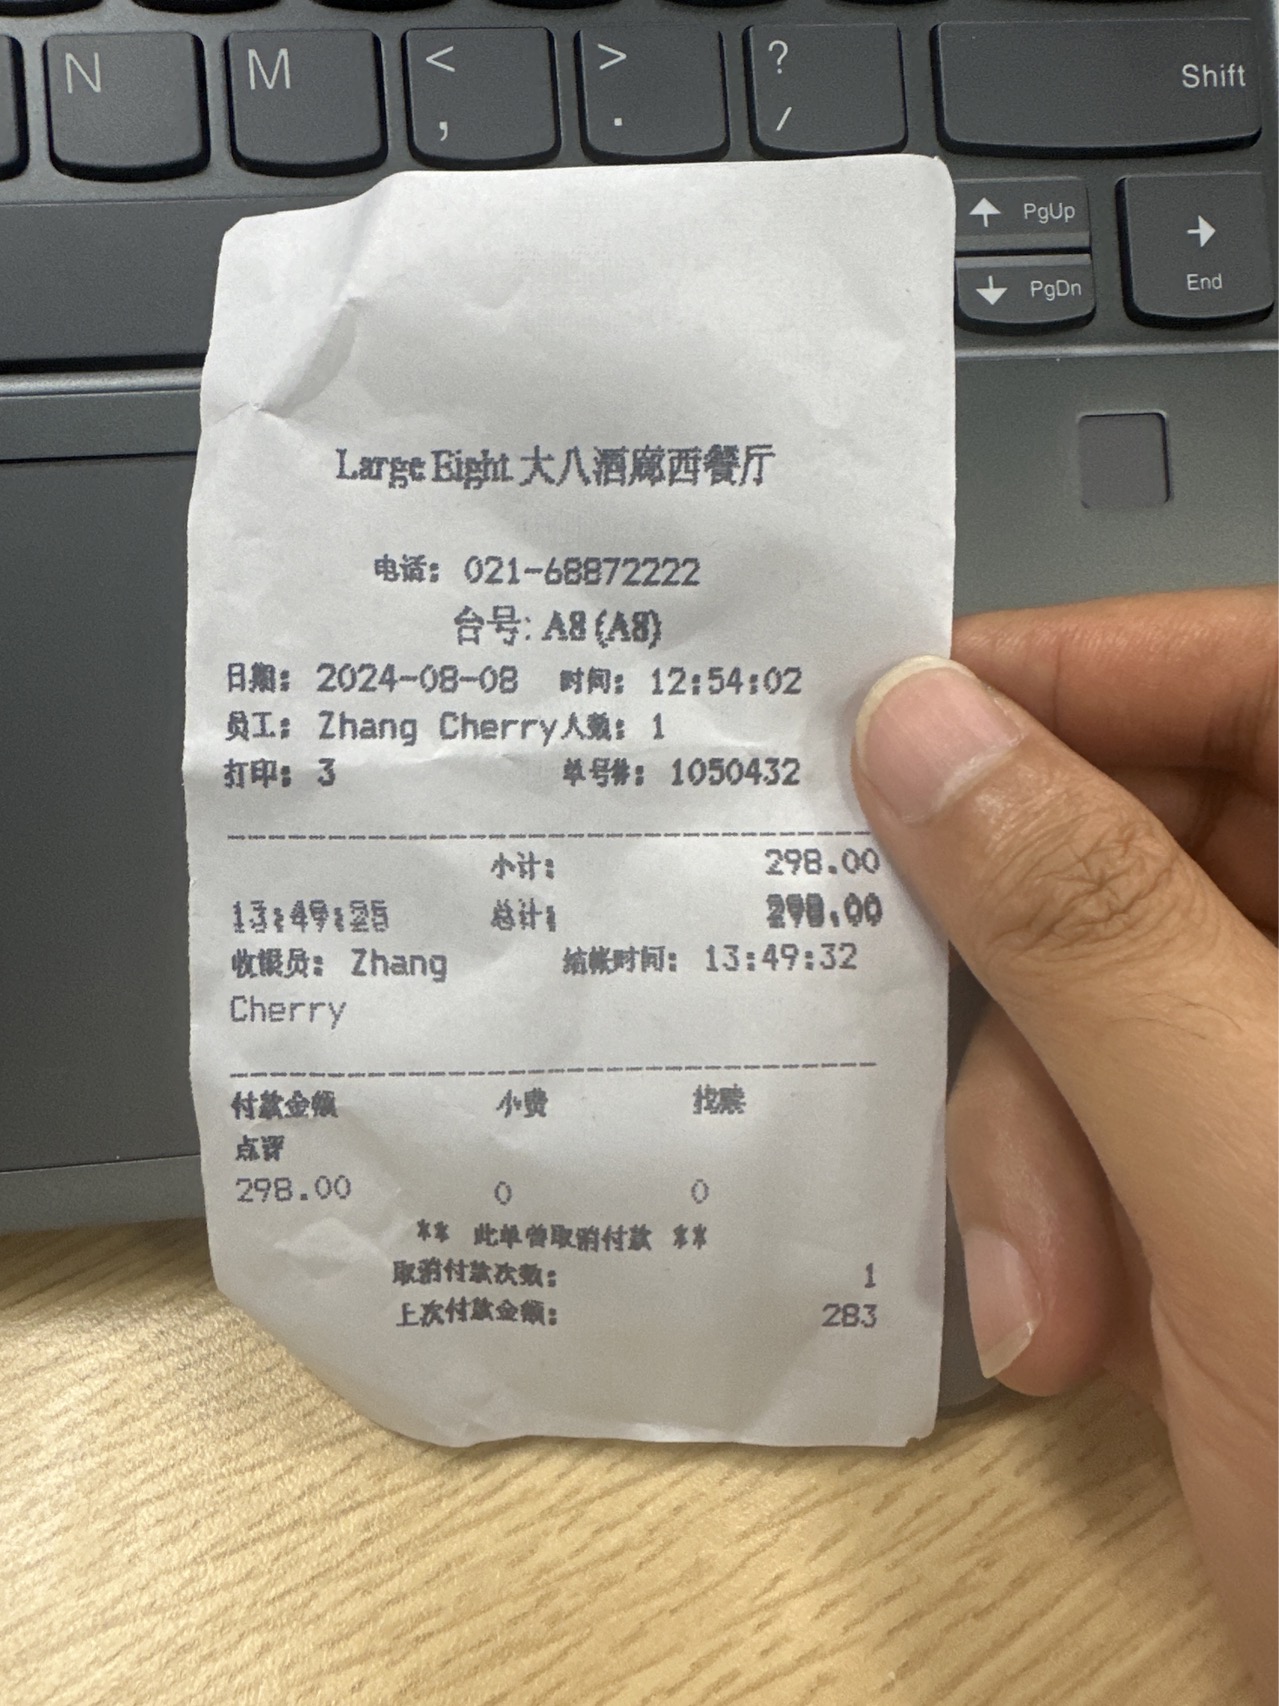 N M < , > . ? / Shift
PgUp
PgDn
End
Large Eight 大八酒廊西餐厅
电话: 021-68872222
台号: A8 (A8)
日期: 2024-08-08 时间: 12:54:02
员工: Zhang Cherry人数: 1
打印: 3 单号#: 1050432
小计: 298.00
13:49:25 总计: 298.00
收银员: Zhang 结帐时间: 13:49:32
Cherry
付款金额 小费 找赎
点评
298.00 0 0
** 此单曾取消付款 **
取消付款次数: 1
上次付款金额: 283